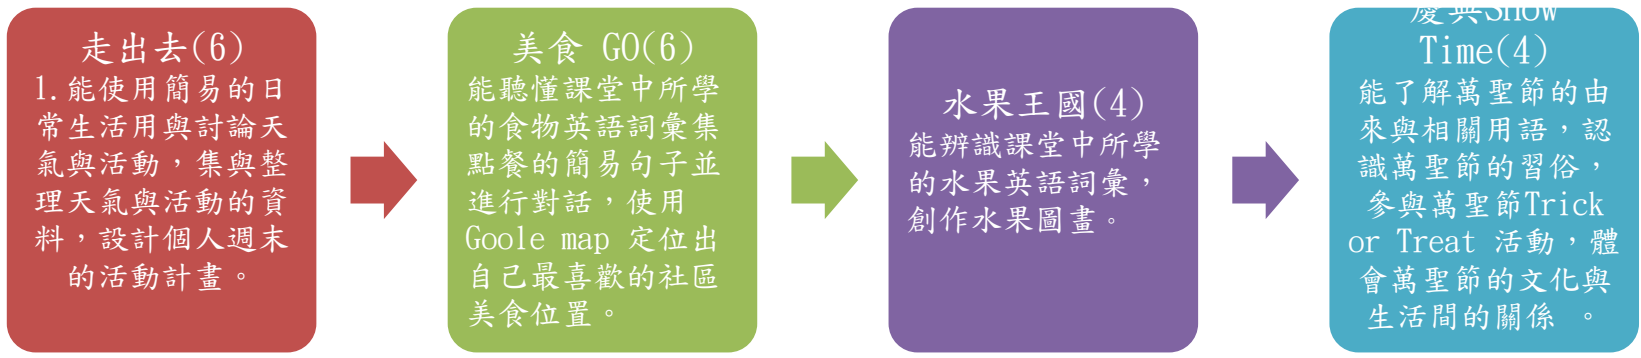 走出去(6)
1.能使用簡易的日
常生活用與討論天
氣與活動，集與整
理天氣與活動的資
料，設計個人週末
的活動計畫。
美食 GO(6)
能聽懂課堂中所學
的食物英語詞彙集
點餐的簡易句子並
進行對話，使用
Goole map 定位出
自己最喜歡的社區
美食位置。
水果王國(4)
能辨識課堂中所學
的水果英語詞彙，
創作水果圖畫。
慶典Show
Time(4)
能了解萬聖節的由
來與相關用語，認
識萬聖節的習俗，
參與萬聖節Trick
or Treat 活動，體
會萬聖節的文化與
生活間的關係 。